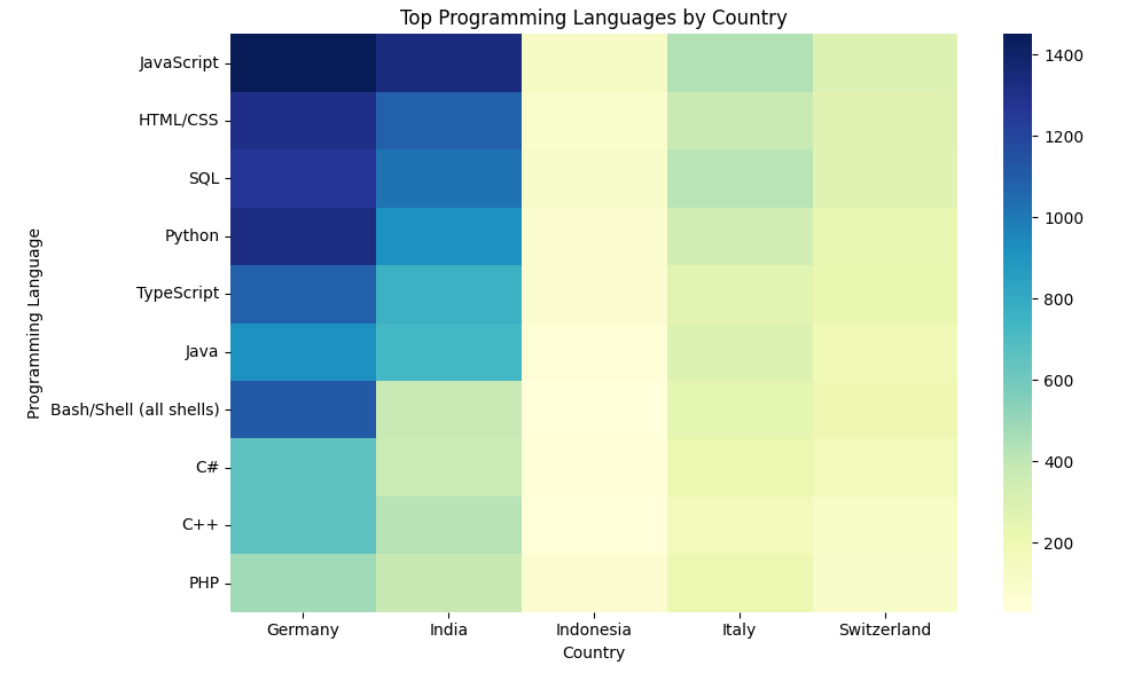 Top Programming Languages by Country
Programming Language
JavaScript
HTML/CSS
SQL
Python
TypeScript
Java
Bash/Shell (all shells)
C#
C++
PHP
Germany
India
Indonesia
Italy
Switzerland
Country
1400
1200
1000
800
600
400
200